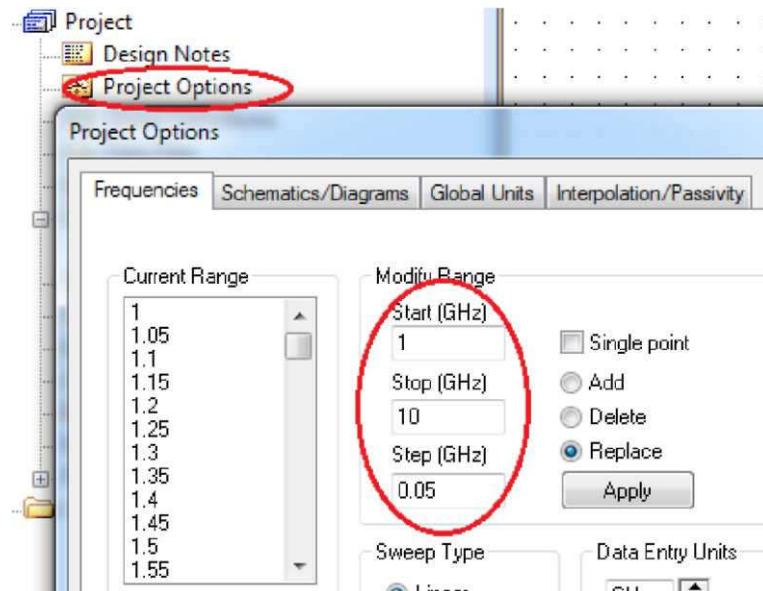 Project
Design Notes
Project Options
Project Options
Frequencies Schematics/Diagrams Global Units Interpolation/Passivity
Current Range
1
1.05
1.1
1.15
1.2
1.25
1.3
1.35
1.4
1.45
1.5
1.55
Modify Range
Start (GHz)
1
Stop (GHz)
10
Step (GHz)
0.05
Single point
Add
Delete
Replace
Apply
Sweep Type
Linear
Data Entry Units
GHz